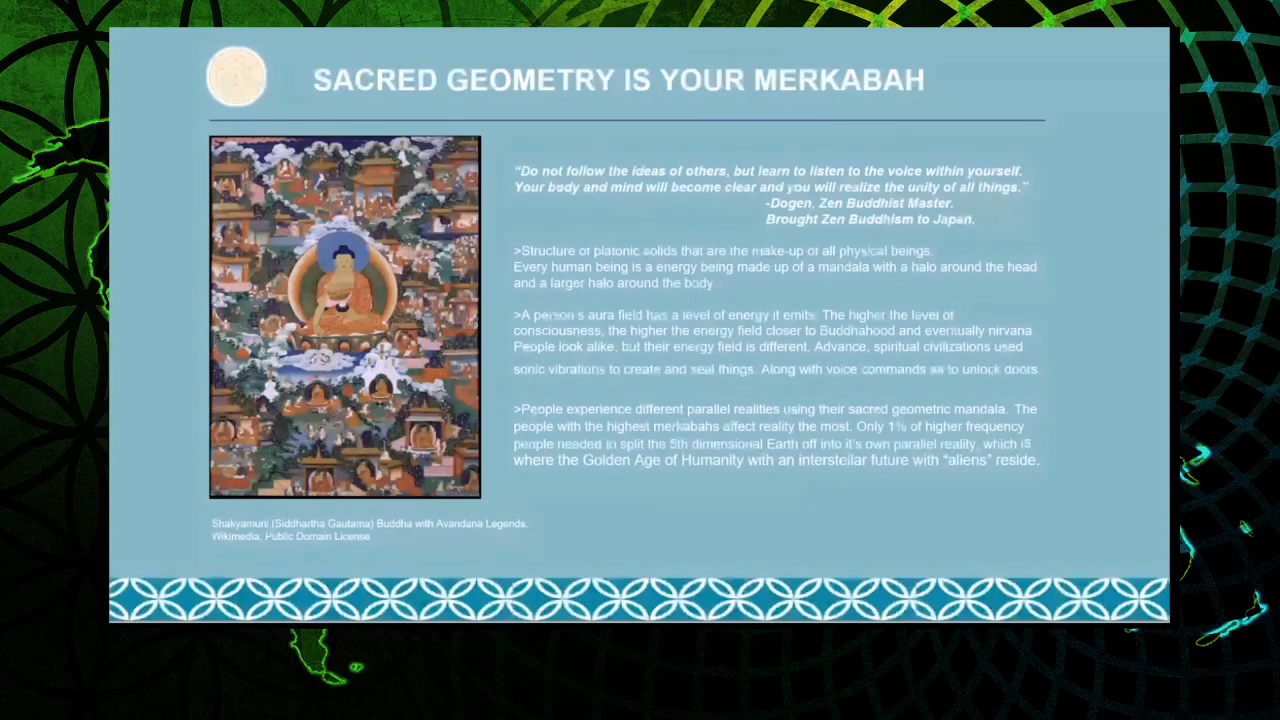 SACRED GEOMETRY IS YOUR MERKABAH
"Do not follow the ideas of others, but learn to listen to the voice within yourself.
Your body and mind will become clear and you will realize the unity of all things."
-Dogen, Zen Buddhist Master.
Brought Zen Buddhism to Japan.
>Structure of platonic solids that are the make-up of all physical beings.
Every human being is a energy being made up of a mandala with a halo around the head
and a larger halo around the body
>A person s aura field has a level of energy it emits. The higher the level of
consciousness, the higher the energy field closer to Buddhahood and eventually nirvana
People look alike, but their energy field is different. Advance, spiritual civilizations used
sonic vibrations to create and seal things. Along with voice commands as to unlock doors.
>People experience different parallel realities using their sacred geometric mandala. The
people with the highest merkabahs affect reality the most. Only 1% of higher frequency
people needed to split the 5th dimensional Earth off into it's own parallel reality, which is
where the Golden Age of Humanity with an interstellar future with "aliens" reside.
Shakyamuni (Siddhartha Gautama) Buddha with Avandana Legends,
Wikimedia, Public Domain License